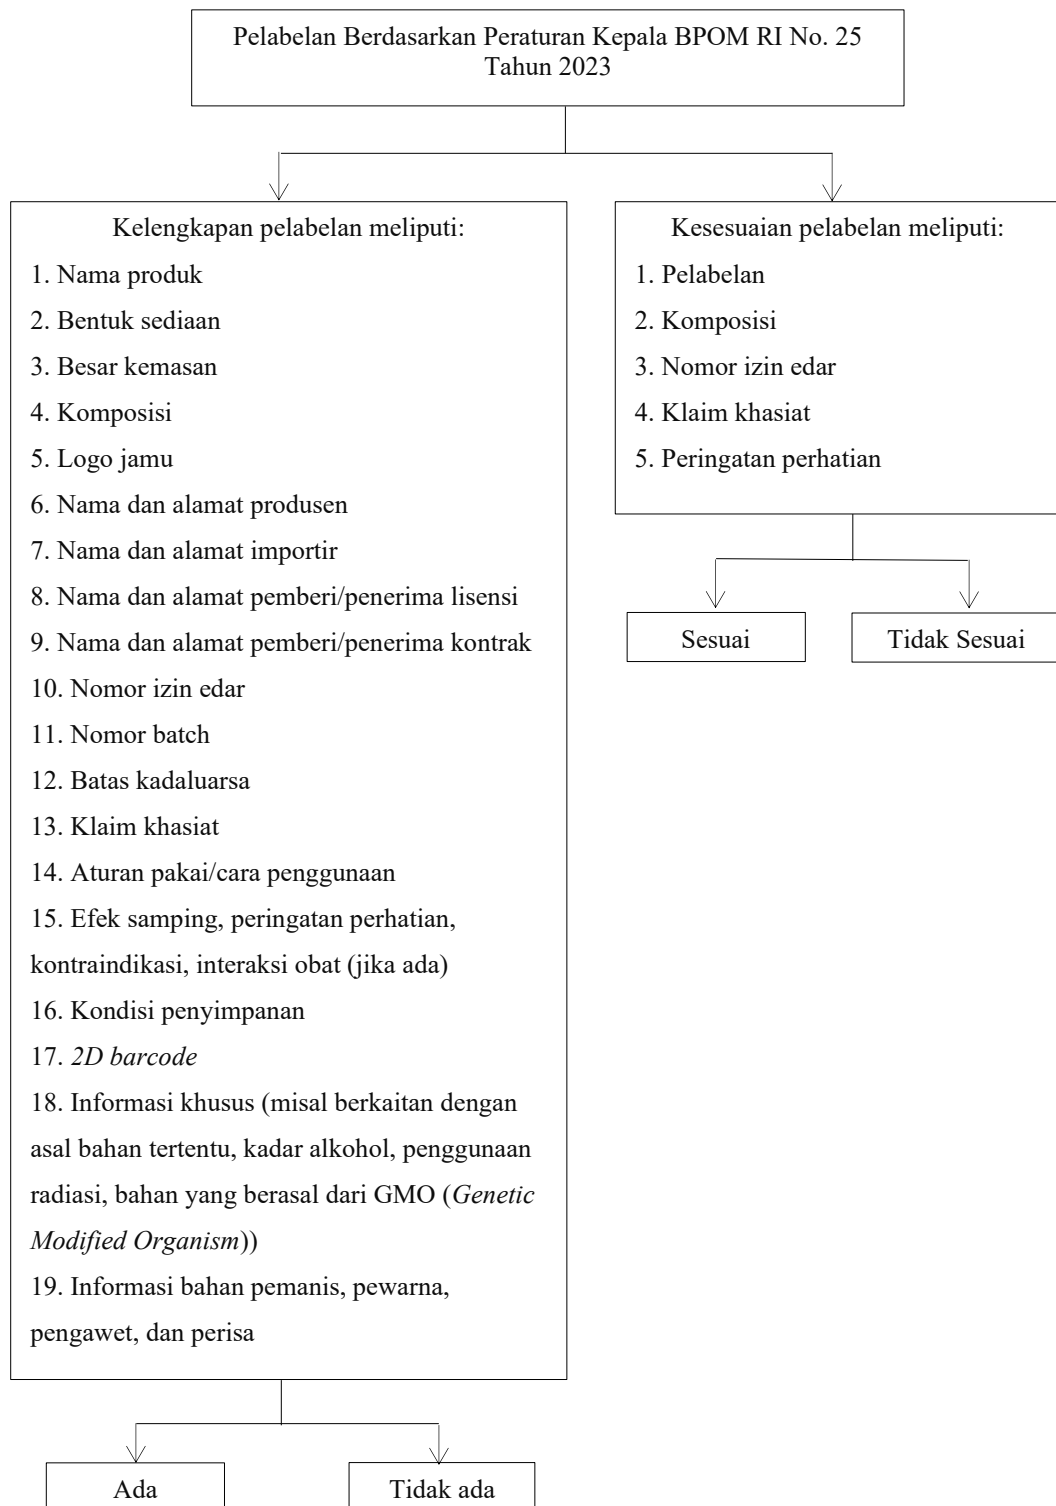 Pelabelan Berdasarkan Peraturan Kepala BPOM RI No. 25
Tahun 2023
Kelengkapan pelabelan meliputi:
1. Nama produk
2. Bentuk sediaan
3. Besar kemasan
4. Komposisi
5. Logo jamu
6. Nama dan alamat produsen
7. Nama dan alamat importir
8. Nama dan alamat pemberi/penerima lisensi
9. Nama dan alamat pemberi/penerima kontrak
10. Nomor izin edar
11. Nomor batch
12. Batas kadaluarsa
13. Klaim khasiat
14. Aturan pakai/cara penggunaan
15. Efek samping, peringatan perhatian,
kontraindikasi, interaksi obat (jika ada)
16. Kondisi penyimpanan
17. 2D barcode
18. Informasi khusus (misal berkaitan dengan
asal bahan tertentu, kadar alkohol, penggunaan
radiasi, bahan yang berasal dari GMO (Genetic
Modified Organism))
19. Informasi bahan pemanis, pewarna,
pengawet, dan perisa
Ada
Tidak ada
Kesesuaian pelabelan meliputi:
1. Pelabelan
2. Komposisi
3. Nomor izin edar
4. Klaim khasiat
5. Peringatan perhatian
Sesuai
Tidak Sesuai